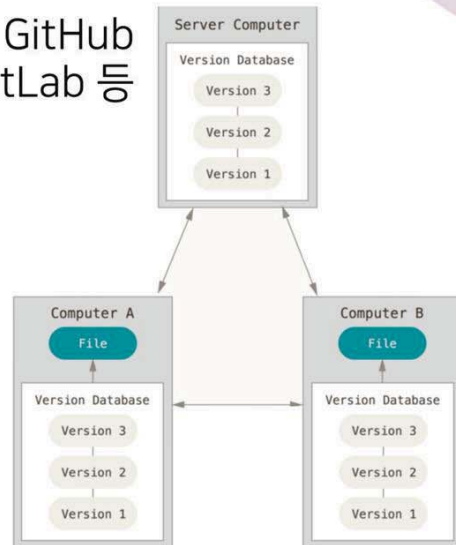 GitHub
tLab 등
Server Computer
Version Database
Version 3
Version 2
Version 1
Computer A
File
Version Database
Version 3
Version 2
Version 1
Computer B
File
Version Database
Version 3
Version 2
Version 1